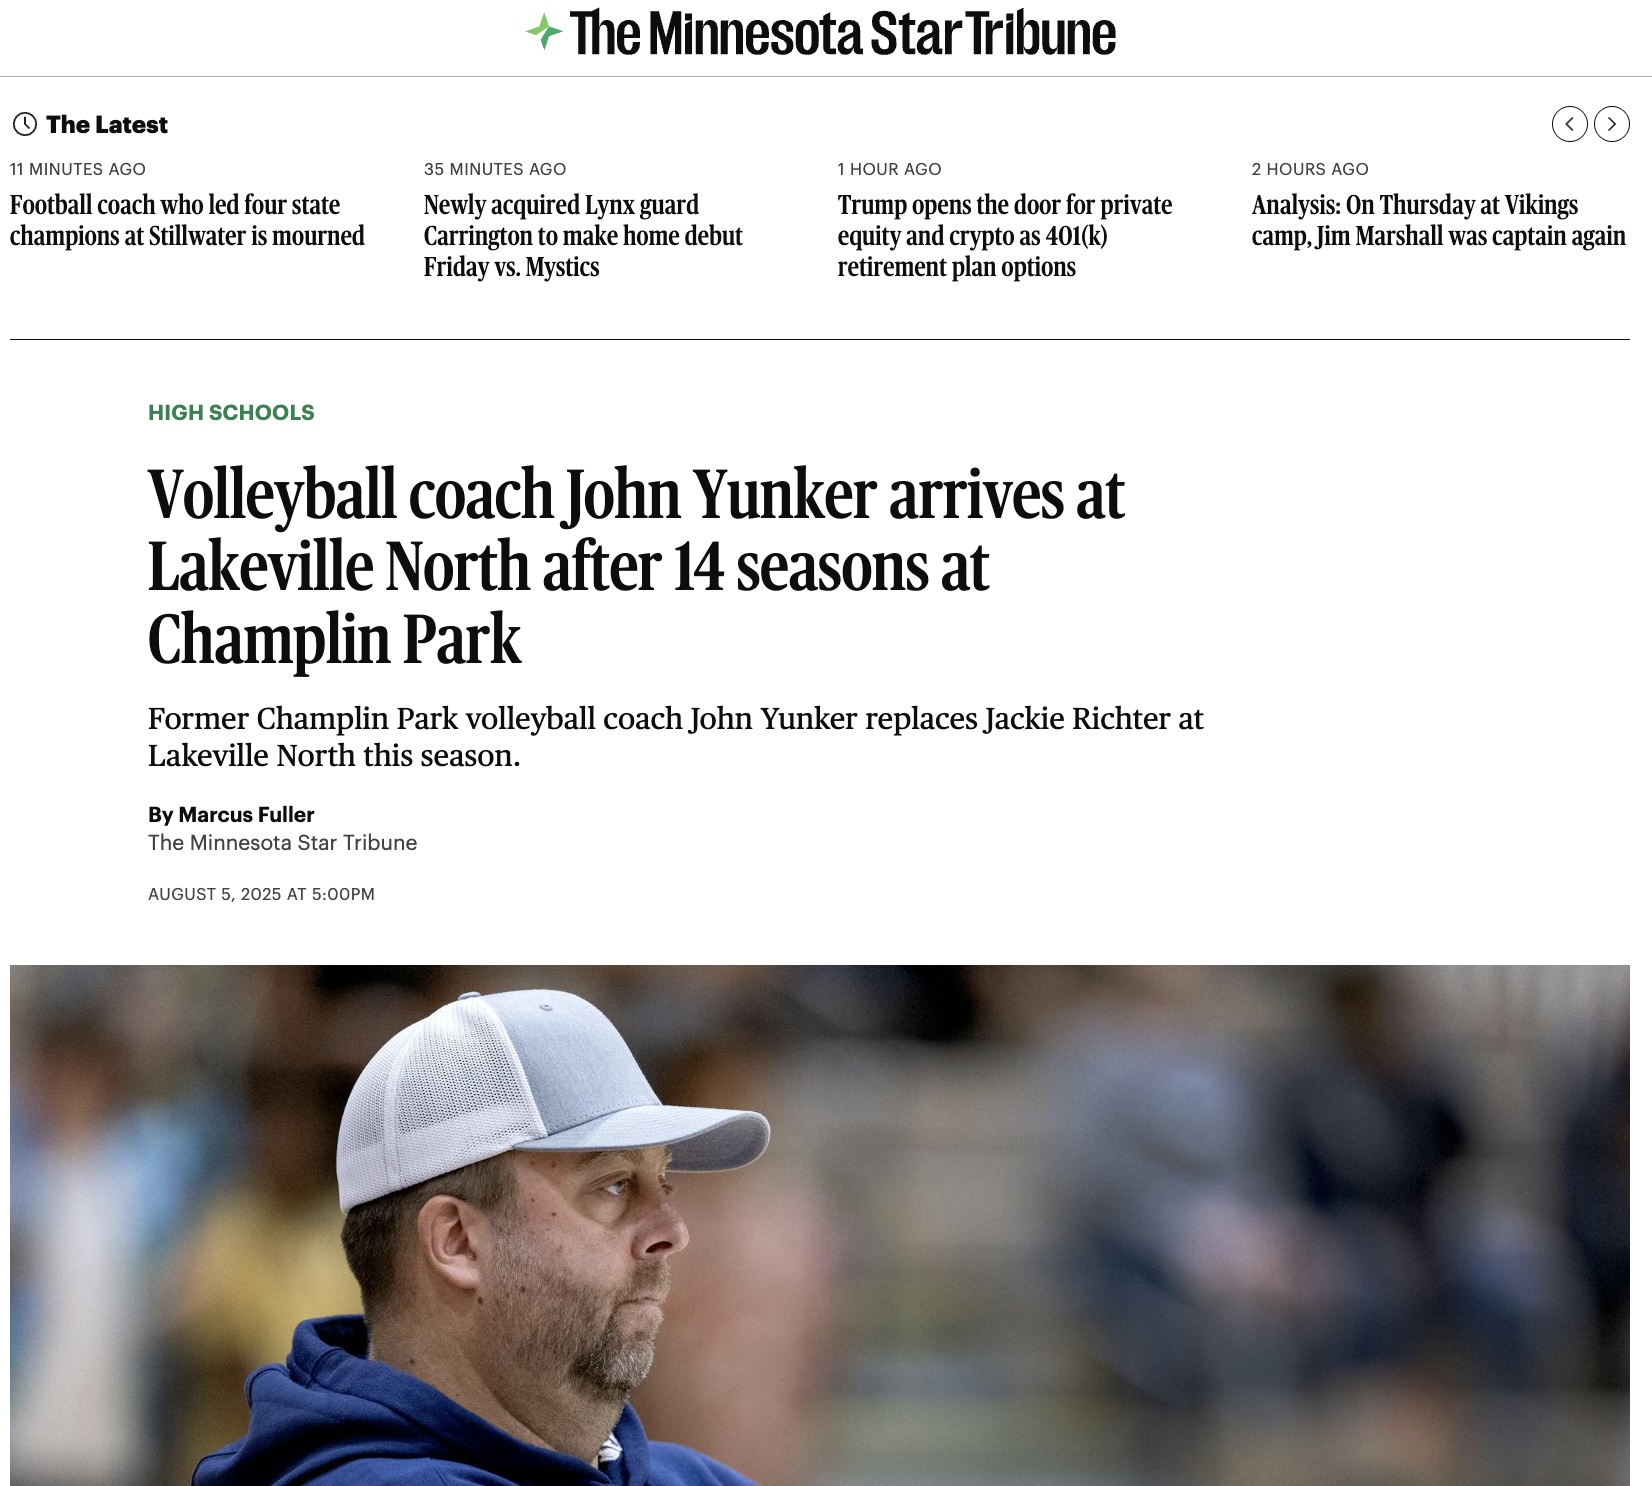 The Minnesota Star Tribune
The Latest
11 MINUTES AGO
Football coach who led four state
champions at Stillwater is mourned
35 MINUTES AGO
Newly acquired Lynx guard
Carrington to make home debut
Friday vs. Mystics
1 HOUR AGO
Trump opens the door for private
equity and crypto as 401(k)
retirement plan options
2 HOURS AGO
Analysis: On Thursday at Vikings
camp, Jim Marshall was captain again
HIGH SCHOOLS
Volleyball coach John Yunker arrives at
Lakeville North after 14 seasons at
Champlin Park
Former Champlin Park volleyball coach John Yunker replaces Jackie Richter at
Lakeville North this season.
By Marcus Fuller
The Minnesota Star Tribune
AUGUST 5, 2025 AT 5:00PM